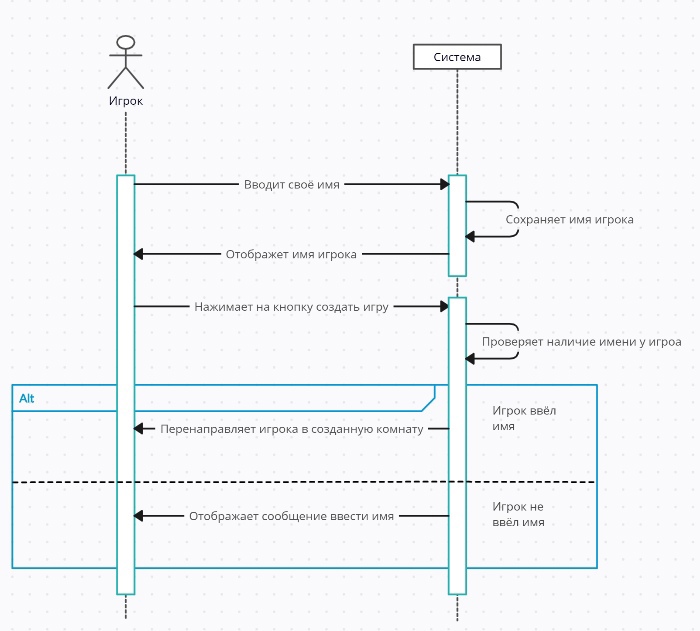 Игрок
Система
Вводит своё имя
Сохраняет имя игрока
Отображет имя игрока
Нажимает на кнопку создать игру
Проверяет наличие имени у игроа
Alt
Игрок ввёл
имя
Перенаправляет игрока в созданную комнату
Игрок не
ввёл имя
Отображает сообщение ввести имя